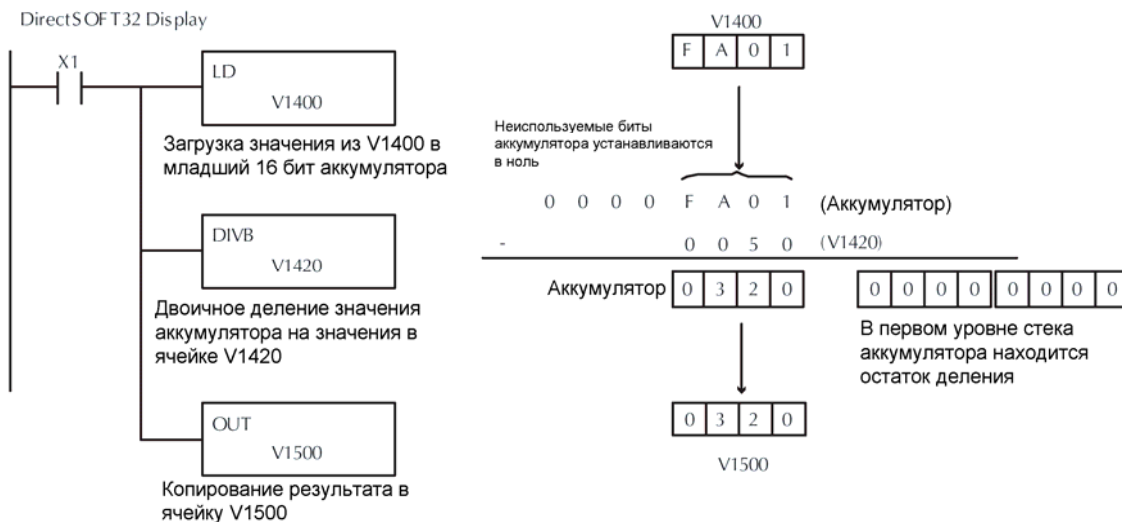 DirectSOFT32 Display
X1
LD
V1400
Загрузка значения из V1400 в
младший 16 бит аккумулятора
DIVB
V1420
Двоичное деление значения
аккумулятора на значения в
ячейке V1420
OUT
V1500
Копирование результата в
ячейку V1500
V1400
F A 0 1
Неиспользуемые биты
аккумулятора устанавливаются
в ноль
0 0 0 0 F A 0 1 (Аккумулятор)
- 0 0 5 0 (V1420)
Аккумулятор 0 3 2 0 0 0 0 0 0 0 0 0
В первом уровне стека
аккумулятора находится
остаток деления
0 3 2 0
V1500